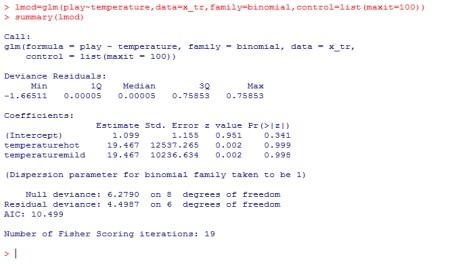 > lmod=glm(play~temperature,data=x_tr,family=binomial,control=list(maxit=100))
> summary(lmod)
Call:
glm(formula = play ~ temperature, family = binomial, data = x_tr,
control = list(maxit = 100))
Deviance Residuals:
Min 1Q Median 3Q Max
-1.66511 0.00005 0.00005 0.75853 0.75853
Coefficients:
Estimate Std. Error z value Pr(>|z|)
(Intercept) 1.099 1.155 0.951 0.341
temperaturehot 19.467 12537.265 0.002 0.999
temperaturemild 19.467 10236.634 0.002 0.998
(Dispersion parameter for binomial family taken to be 1)
Null deviance: 6.2790 on 8 degrees of freedom
Residual deviance: 4.4987 on 6 degrees of freedom
AIC: 10.499
Number of Fisher Scoring iterations: 19
> |